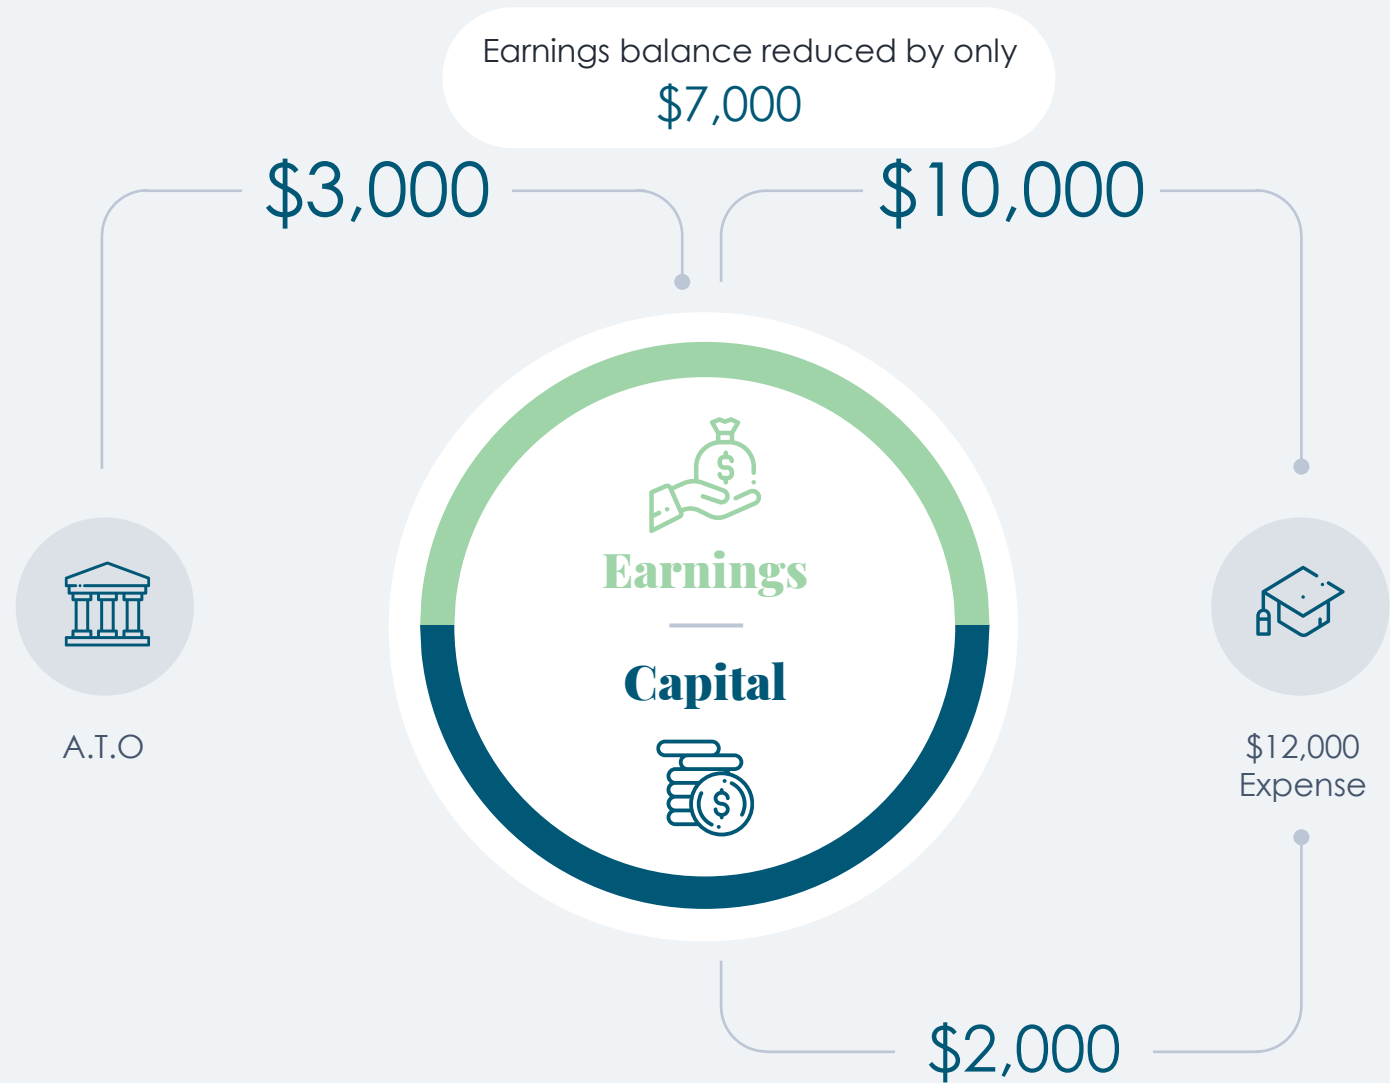 Earnings balance reduced by only
$7,000
$3,000
$10,000
Earnings
Capital
A.T.O
$12,000
Expense
$2,000